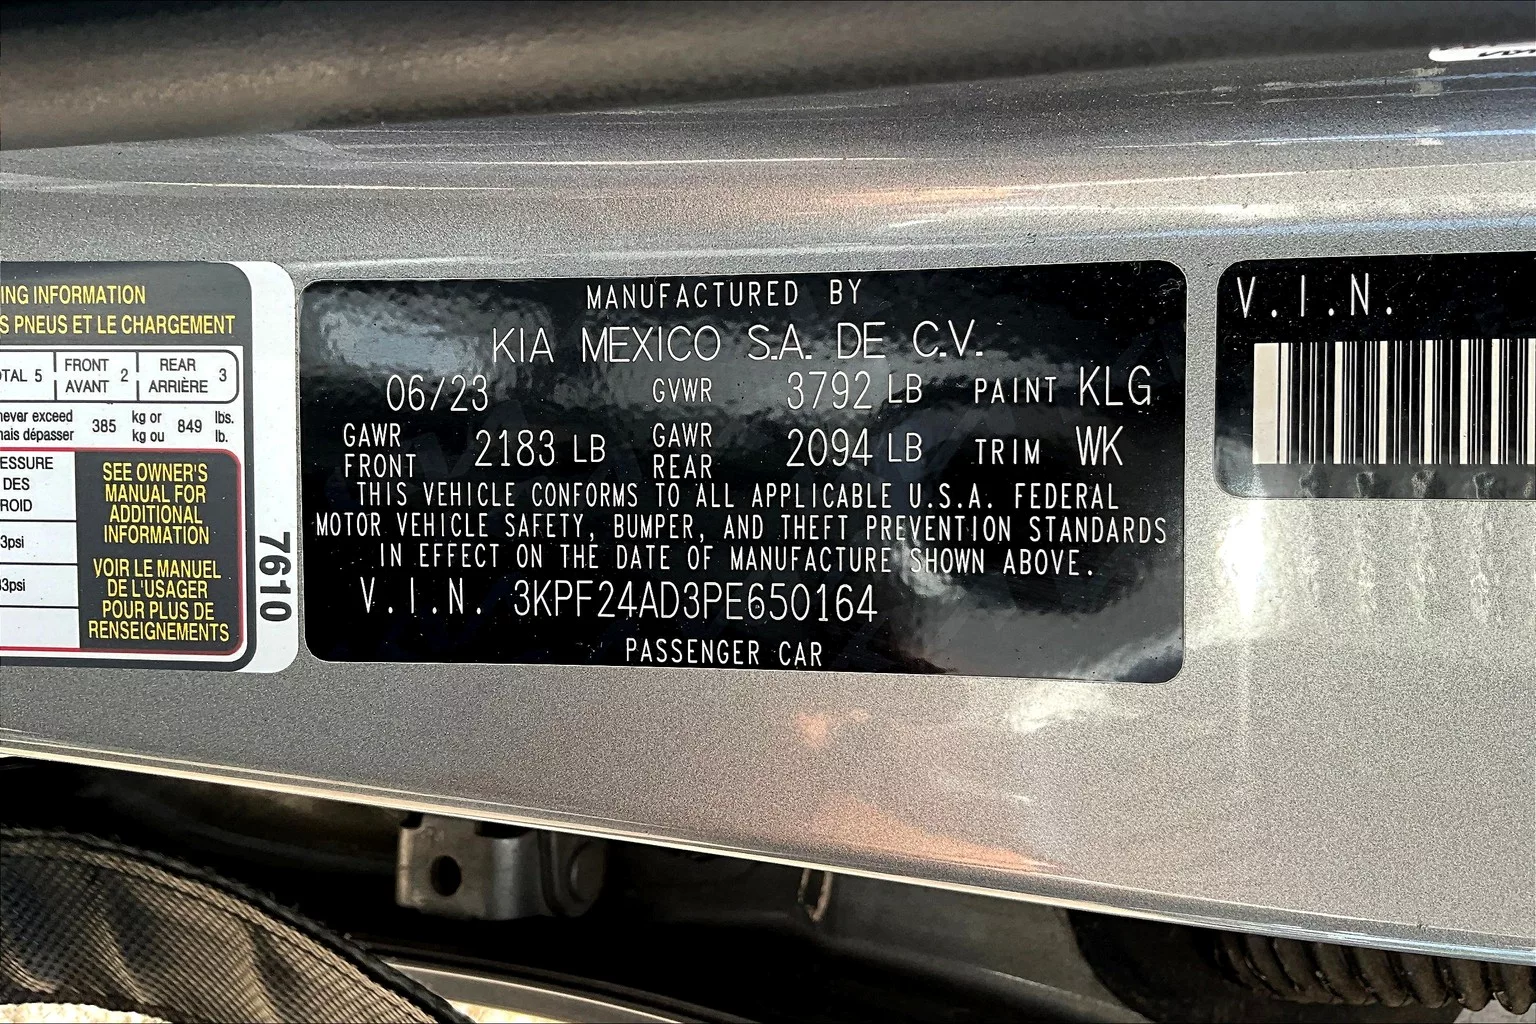 ING INFORMATION
S PNEUS ET LE CHARGEMENT
OTAL 5 FRONT AVANT 2 REAR ARRIÈRE 3
never exceed 385 kg or 849 lbs.
mais dépasser kg ou lb.
ESSURE
DES
ROID
3psi
33psi
SEE OWNER'S
MANUAL FOR
ADDITIONAL
INFORMATION
VOIR LE MANUEL
DE L'USAGER
POUR PLUS DE
RENSEIGNEMENTS
7610
MANUFACTURED BY
KIA MEXICO S.A. DE C.V.
06/23 GVWR 3792 LB PAINT KLG
GAWR FRONT 2183 LB GAWR REAR 2094 LB TRIM WK
THIS VEHICLE CONFORMS TO ALL APPLICABLE U.S.A. FEDERAL
MOTOR VEHICLE SAFETY, BUMPER, AND THEFT PREVENTION STANDARDS
IN EFFECT ON THE DATE OF MANUFACTURE SHOWN ABOVE.
V.I.N. 3KPF24AD3PE650164
PASSENGER CAR
V.I.N.